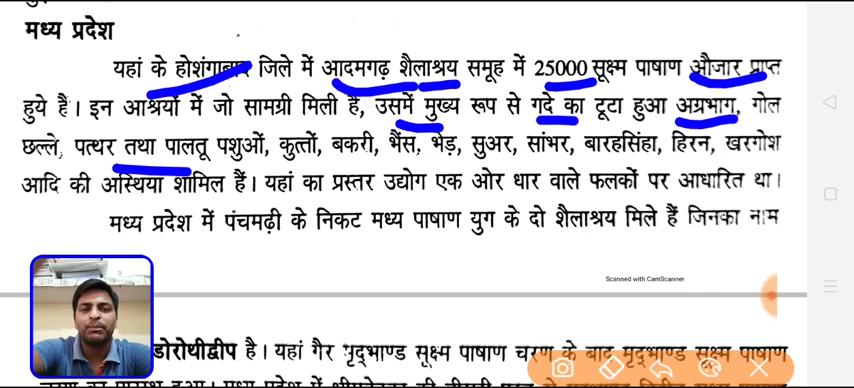 मध्य प्रदेश
यहां के होशंगाबाद जिले में आदमगढ़ शैलाश्रय समूह में 25000 सूक्ष्म पाषाण औजार प्राप्त
हुये हैं। इन आश्रयों में जो सामग्री मिली है, उसमें मुख्य रूप से गदे का टूटा हुआ अग्रभाग, गोल
छल्ले, पत्थर तथा पालतू पशुओं, कुत्तों, बकरी, भैंस, भेड़, सुअर, सांभर, बारहसिंहा, हिरन, खरगोश
आदि की अस्थिया शामिल हैं। यहां का प्रस्तर उद्योग एक ओर धार वाले फलकों पर आधारित था।
मध्य प्रदेश में पंचमढ़ी के निकट मध्य पाषाण युग के दो शैलाश्रय मिले हैं जिनका नाम
Scanned with CamScanner
डोरोथीद्वीप है। यहां गैर मृद्भाण्ड सूक्ष्म पाषाण चरण के बाद मृद्भाण्ड सूक्ष्म पाषाण